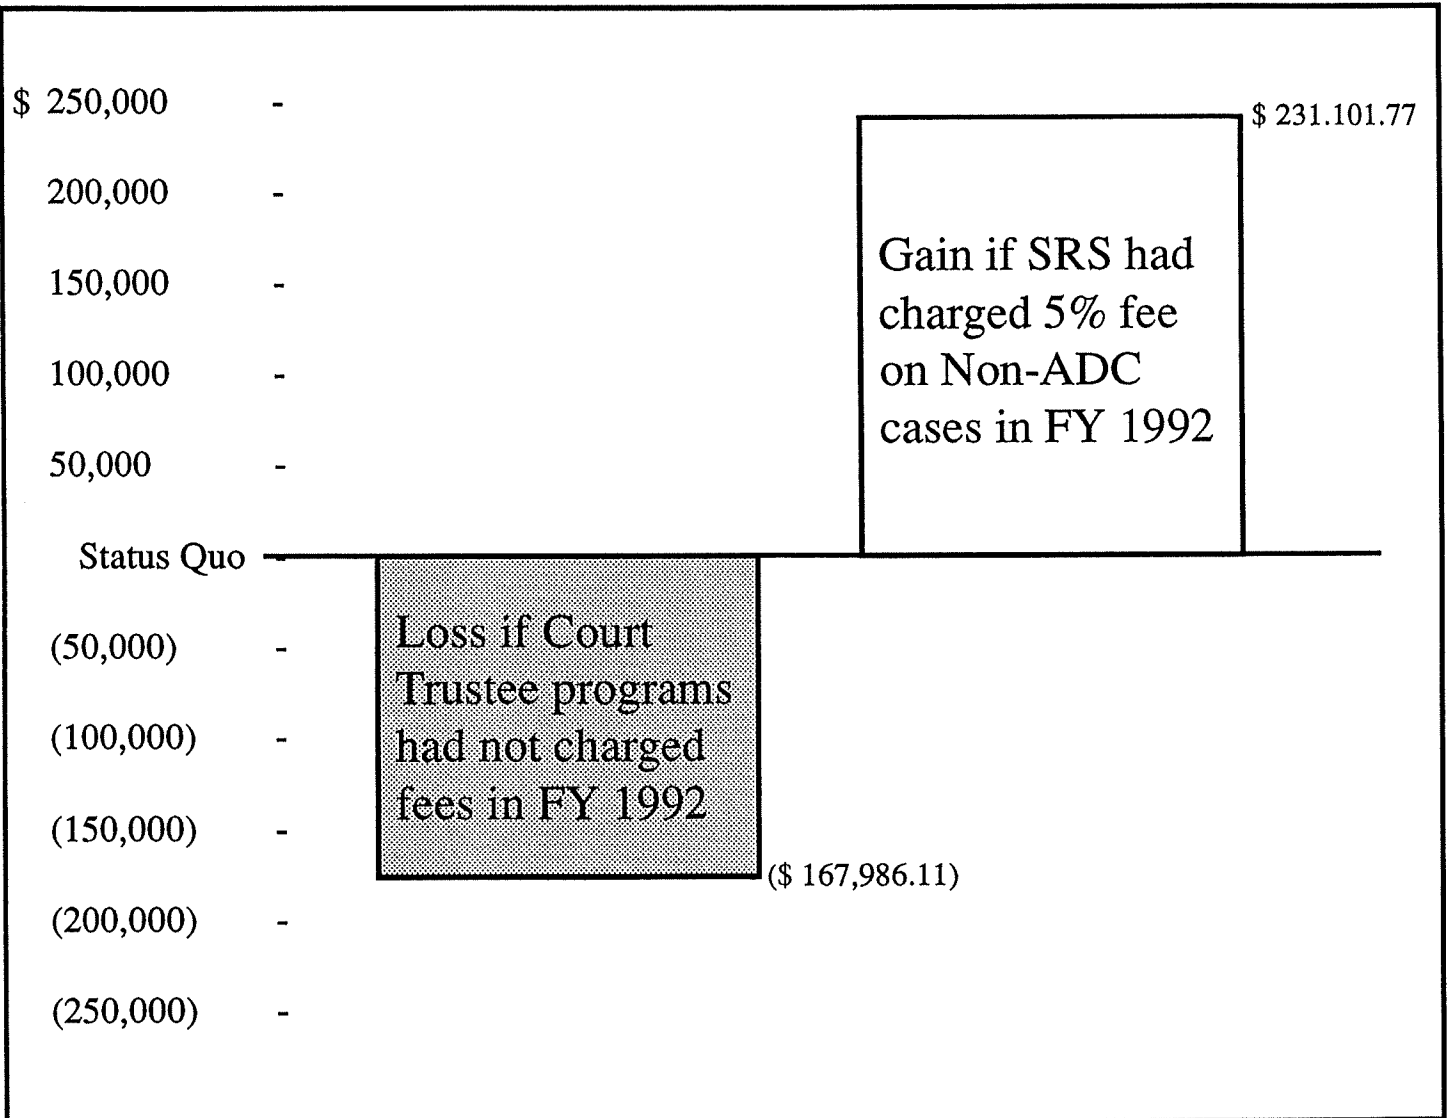 $ 250,000 -
$ 231.101.77
200,000 -
Gain if SRS had
150,000 -
charged 5% fee
on Non-ADC
100,000 -
cases in FY 1992
50,000 -
Status Quo -
Loss if Court
(50,000) -
Trustee programs
(100,000) -
had not charged
fees in FY 1992
(150,000) -
($ 167,986.11)
(200,000) -
(250,000) -